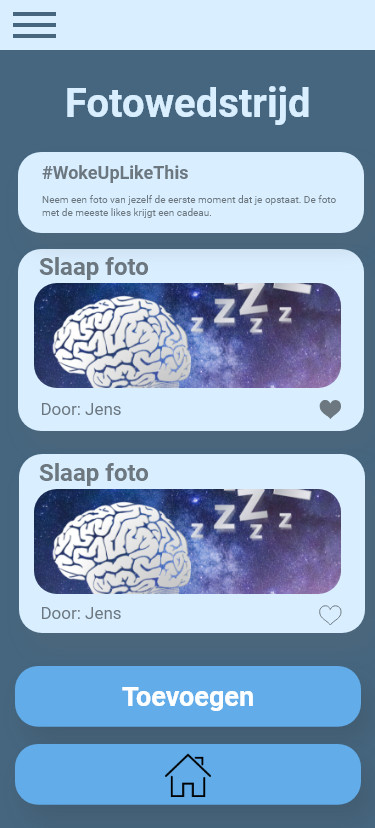 Fotowedstrijd
#WokeUpLikeThis
Neem een foto van jezelf de eerste moment dat je opstaat. De foto
met de meeste likes krijgt een cadeau.
Slaap foto
z z Z z z z
Door: Jens
Slaap foto
z z Z z z z
Door: Jens
Toevoegen